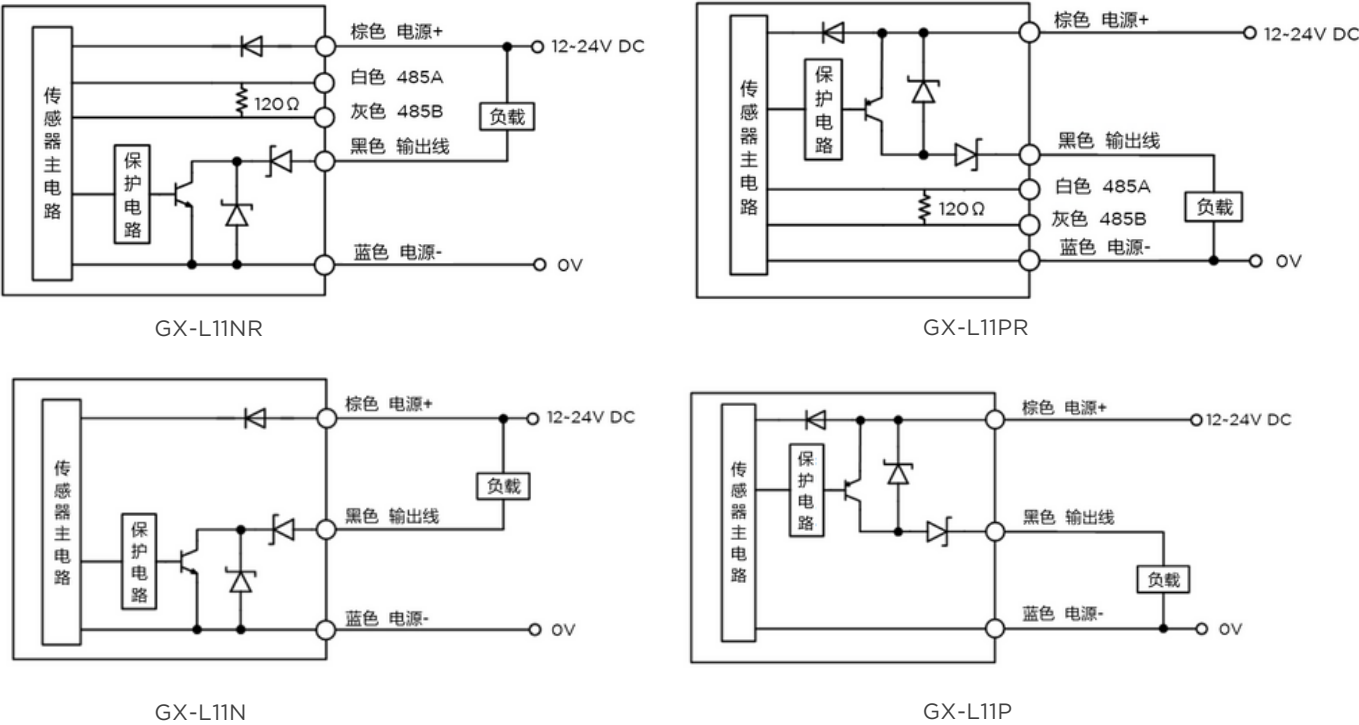 棕色 电源+
12~24V DC
白色 485A
120Ω
灰色 485B
负载
黑色 输出线
传感器主电路
保护电路
蓝色 电源-
0V
GX-L11NR
棕色 电源+
12~24V DC
传感器主电路
保护电路
黑色 输出线
白色 485A
120Ω
灰色 485B
负载
蓝色 电源-
0V
GX-L11PR
棕色 电源+
12~24V DC
传感器主电路
负载
黑色 输出线
保护电路
蓝色 电源-
0V
GX-L11N
棕色 电源+
12~24V DC
传感器主电路
保护电路
黑色 输出线
负载
蓝色 电源-
0V
GX-L11P